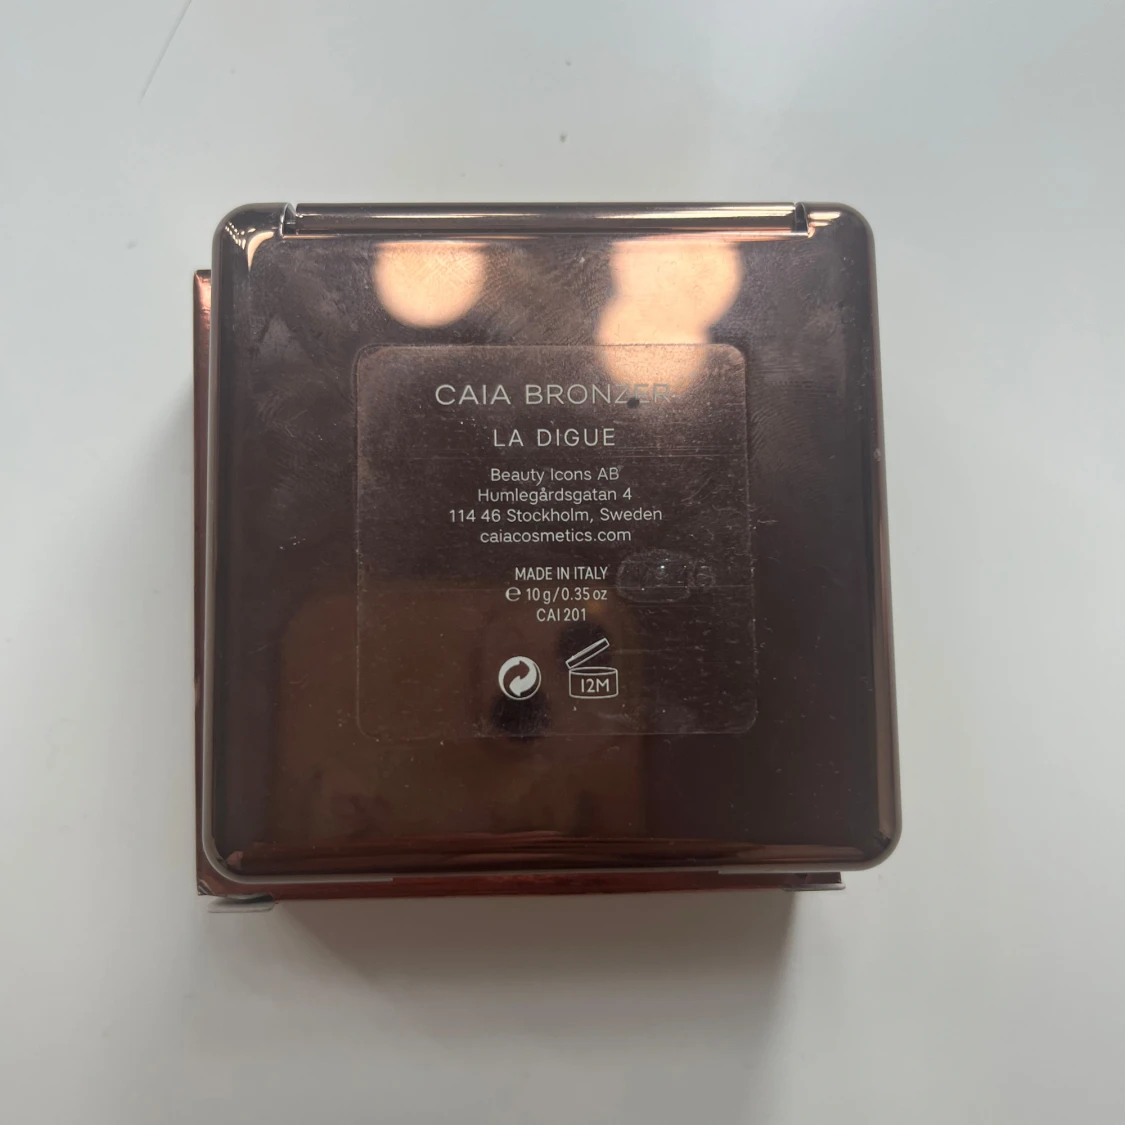 CAIA BRONZER
LA DIGUE
Beauty Icons AB
Humlegårdsgatan 4
114 46 Stockholm, Sweden
caiacosmetics.com
MADE IN ITALY
℮ 10 g/0.35 oz
CAI 201
12M